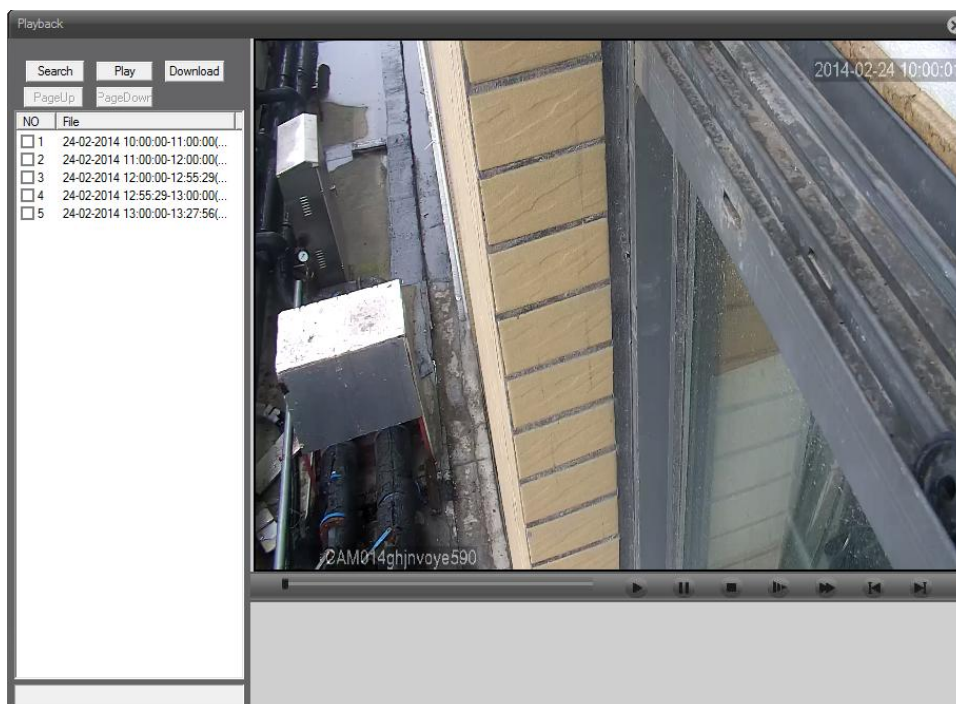 Playback
Search Play Download
PageUp PageDown
NO File
1 24-02-2014 10:00:00-11:00:00(...
2 24-02-2014 11:00:00-12:00:00(...
3 24-02-2014 12:00:00-12:55:29(...
4 24-02-2014 12:55:29-13:00:00(...
5 24-02-2014 13:00:00-13:27:56(...
2014-02-24 10:00:01
CAM014ghjnvoye590